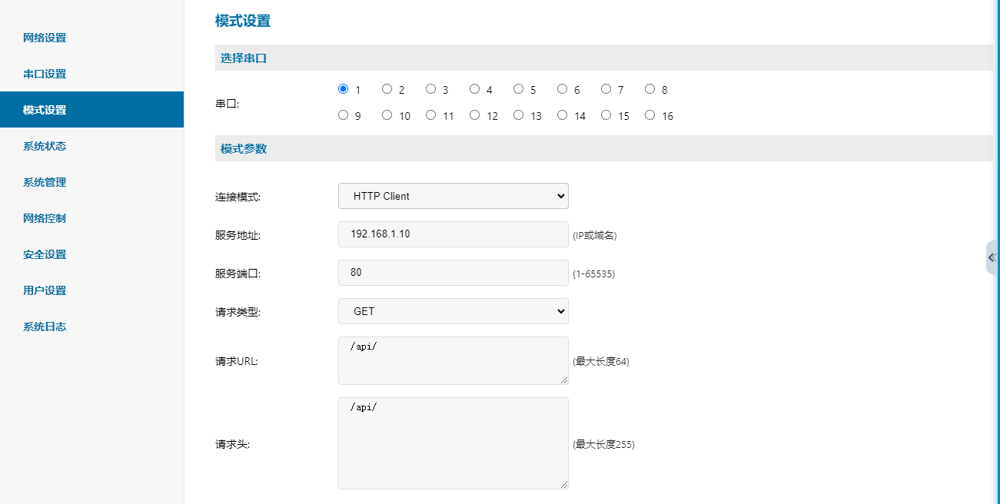 网络设置
串口设置
模式设置
系统状态
系统管理
网络控制
安全设置
用户设置
系统日志
模式设置
选择串口
串口:
1 2 3 4 5 6 7 8
9 10 11 12 13 14 15 16
模式参数
连接模式: HTTP Client
服务地址: 192.168.1.10 (IP或域名)
服务端口: 80 (1-65535)
请求类型: GET
请求URL: /api/ (最大长度64)
请求头: /api/ (最大长度255)